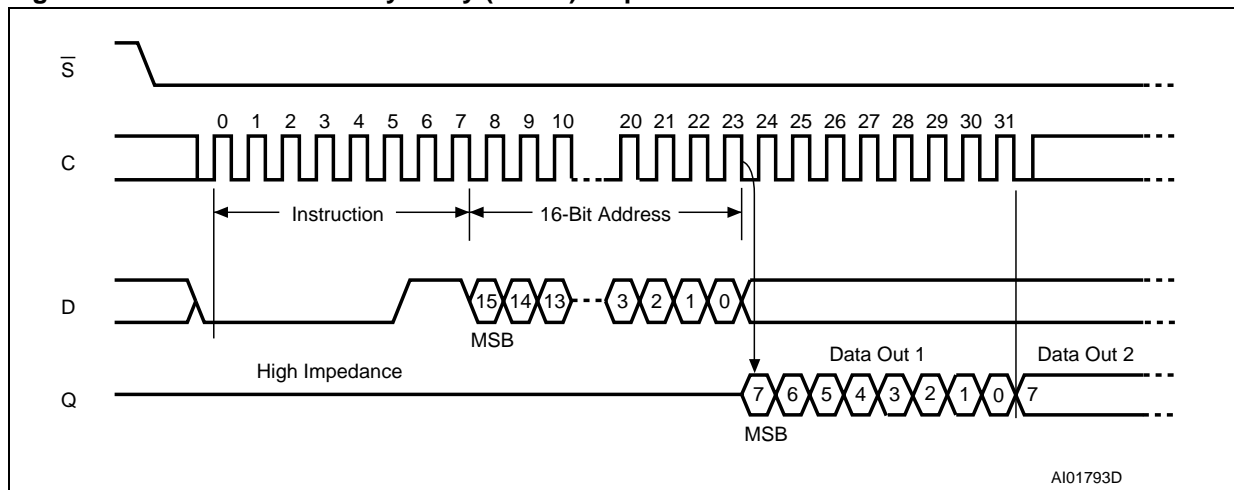 S
0 1 2 3 4 5 6 7 8 9 10 20 21 22 23 24 25 26 27 28 29 30 31
C
Instruction 16-Bit Address
D 15 14 13 3 2 1 0
MSB
High Impedance Data Out 1 Data Out 2
Q 7 6 5 4 3 2 1 0 7
MSB
AI01793D